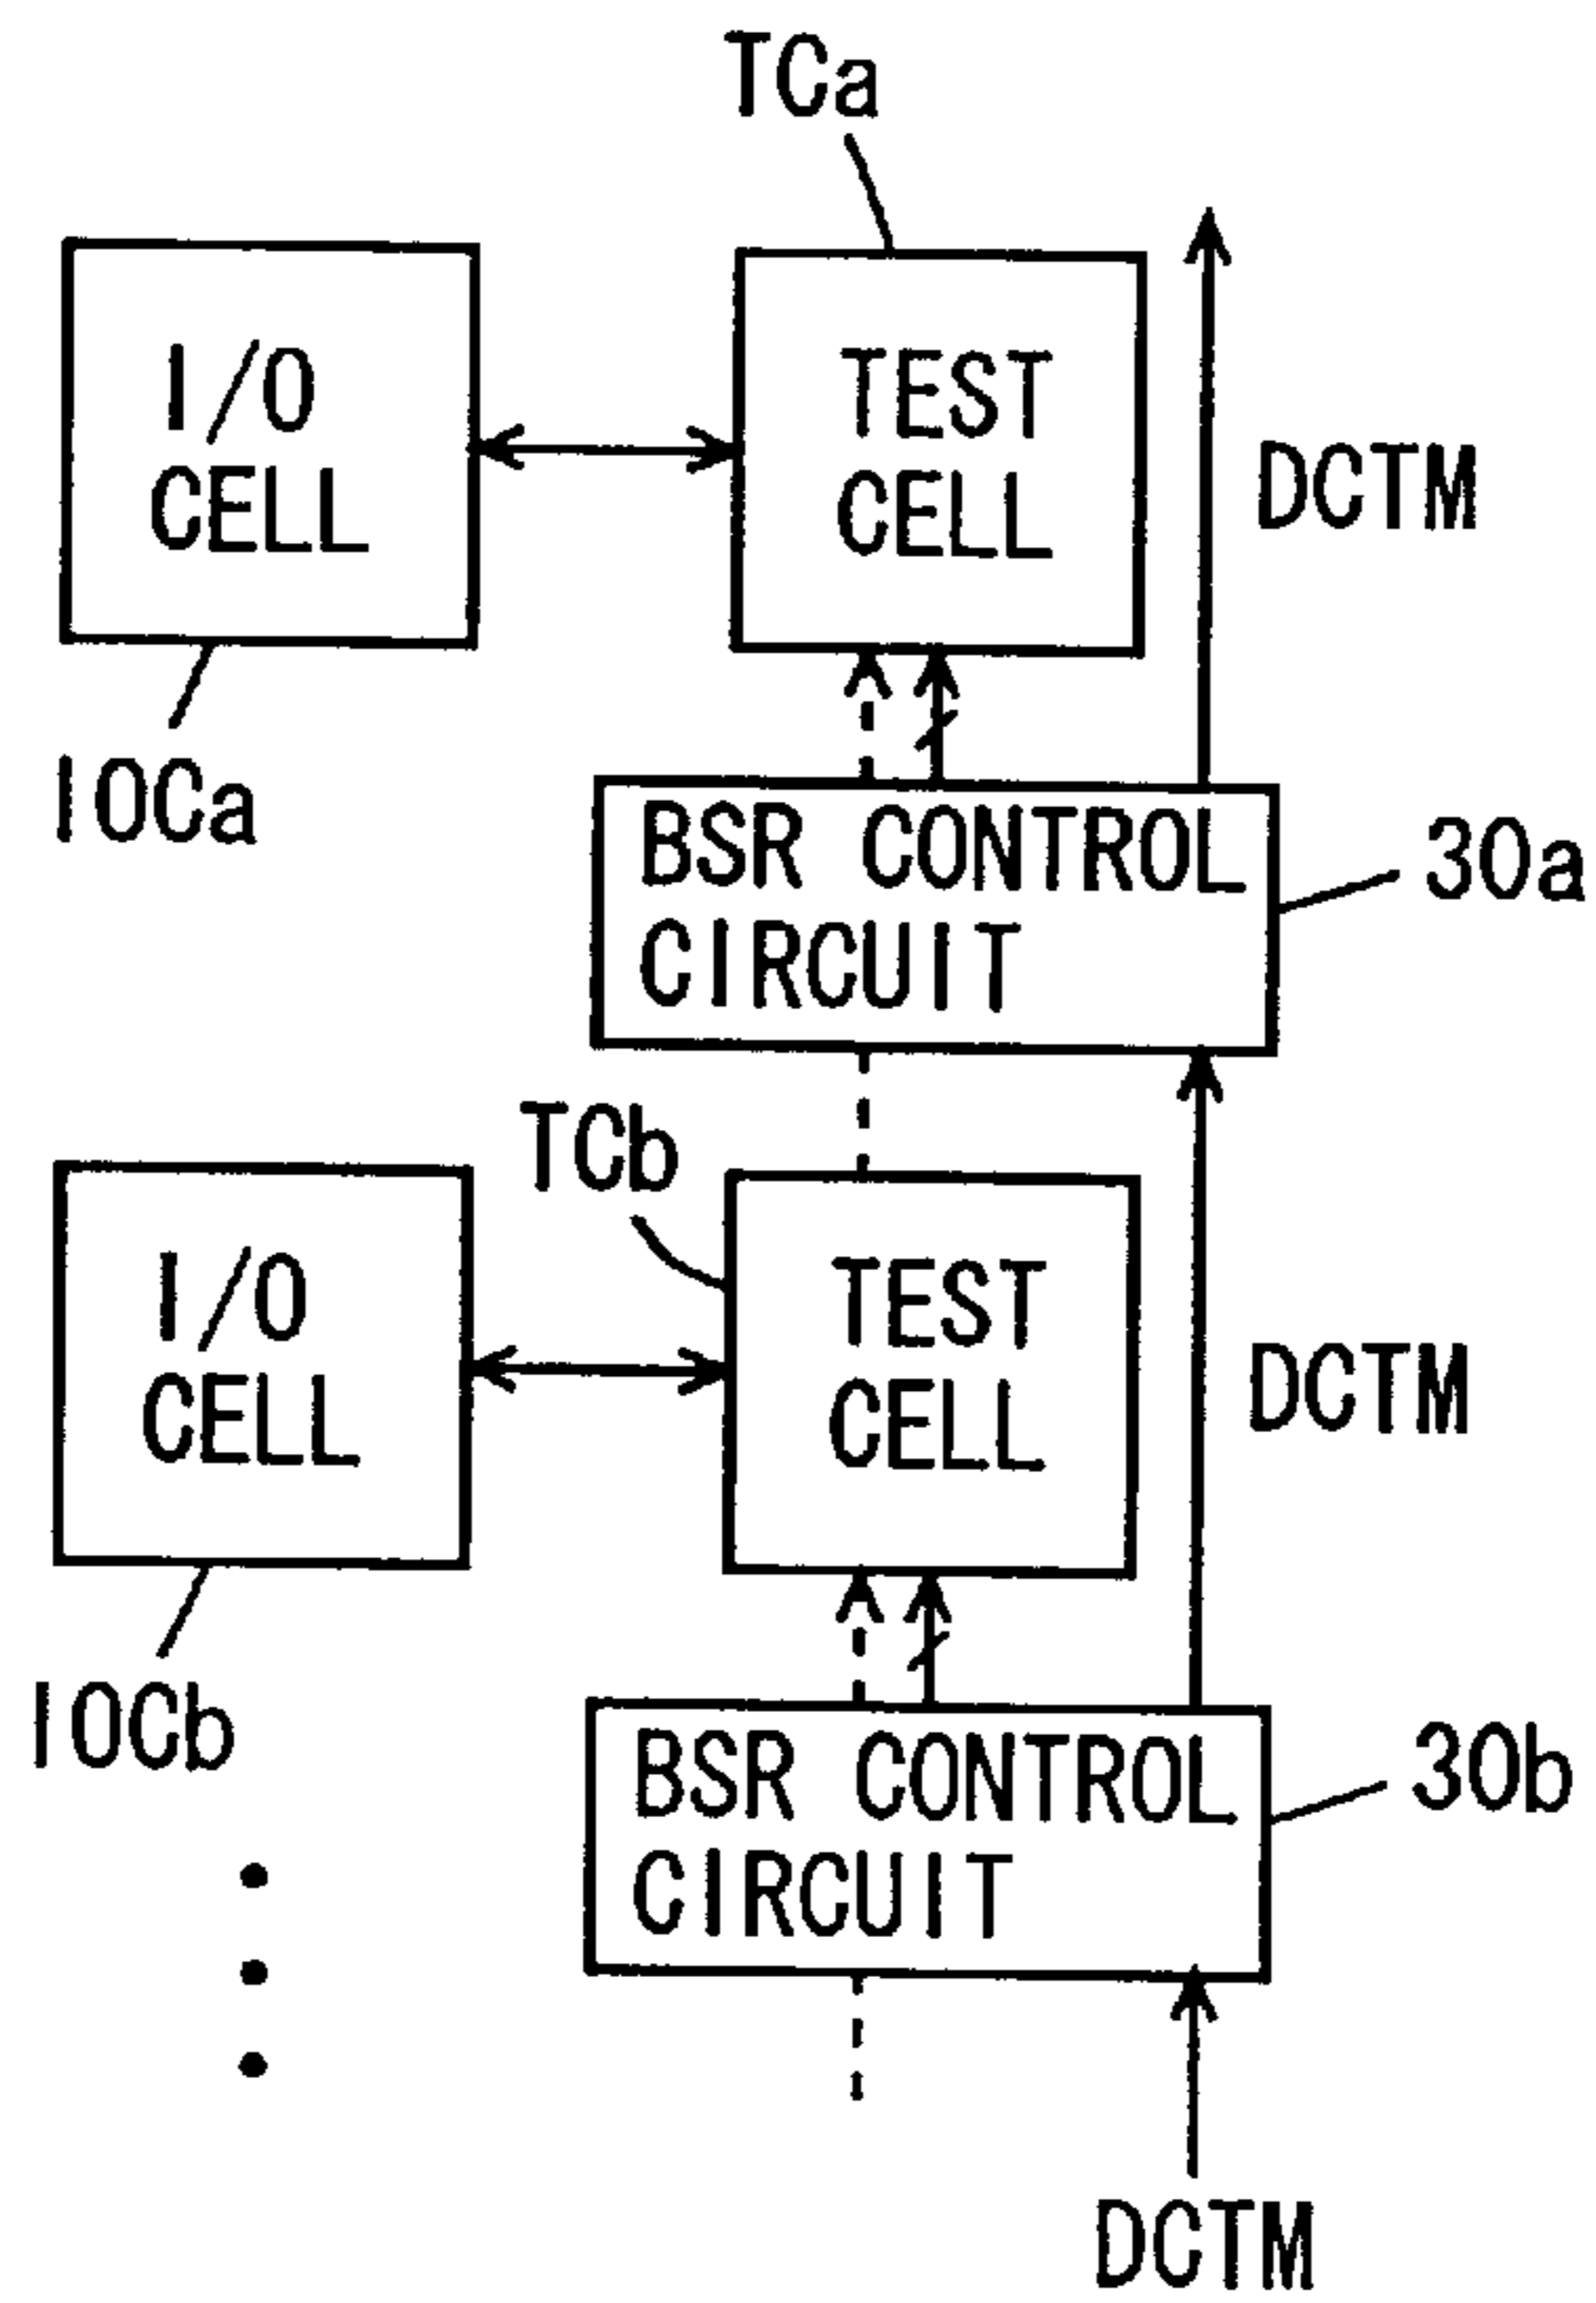 TCa
I/O
CELL
TEST
CELL
DCTM
IOCa
BSR CONTROL
CIRCUIT
30a
TCb
I/O
CELL
TEST
CELL
DCTM
IOCb
BSR CONTROL
CIRCUIT
30b
DCTM